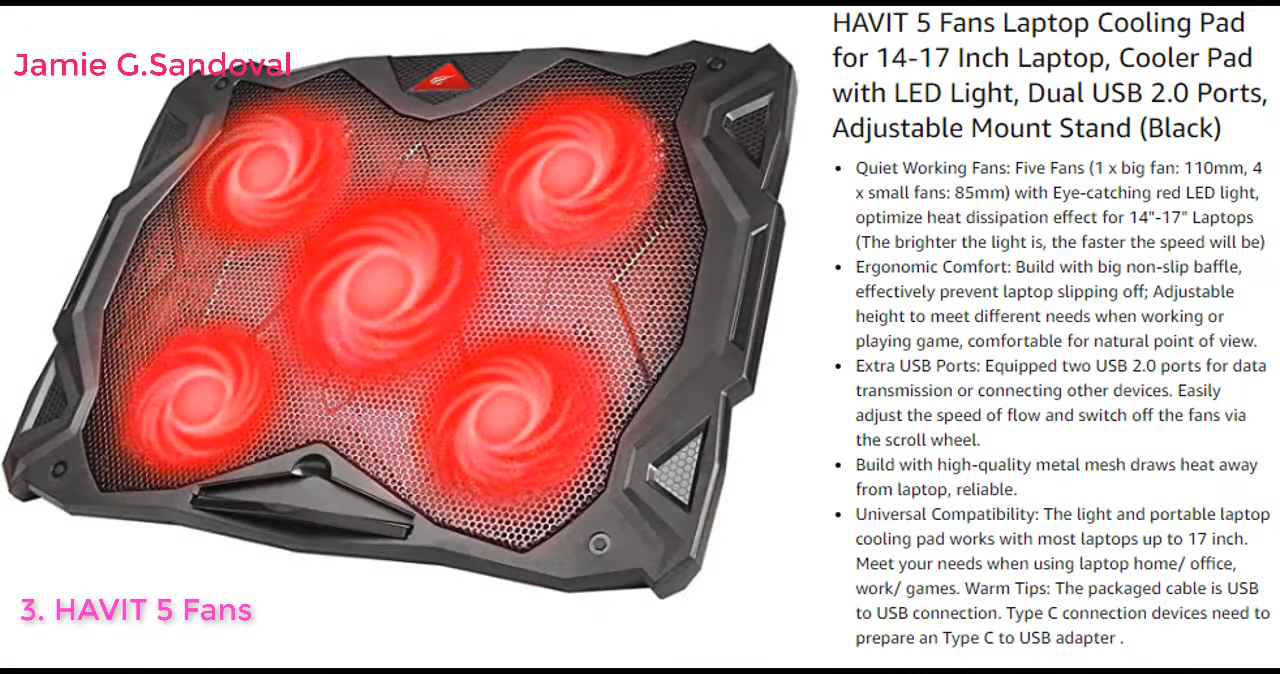 Jamie G.Sandoval
3. HAVIT 5 Fans
HAVIT 5 Fans Laptop Cooling Pad
for 14-17 Inch Laptop, Cooler Pad
with LED Light, Dual USB 2.0 Ports,
Adjustable Mount Stand (Black)
• Quiet Working Fans: Five Fans (1 x big fan: 110mm, 4
x small fans: 85mm) with Eye-catching red LED light,
optimize heat dissipation effect for 14"-17" Laptops
(The brighter the light is, the faster the speed will be)
• Ergonomic Comfort: Build with big non-slip baffle,
effectively prevent laptop slipping off; Adjustable
height to meet different needs when working or
playing game, comfortable for natural point of view.
• Extra USB Ports: Equipped two USB 2.0 ports for data
transmission or connecting other devices. Easily
adjust the speed of flow and switch off the fans via
the scroll wheel.
• Build with high-quality metal mesh draws heat away
from laptop, reliable.
• Universal Compatibility: The light and portable laptop
cooling pad works with most laptops up to 17 inch.
Meet your needs when using laptop home/ office,
work/ games. Warm Tips: The packaged cable is USB
to USB connection. Type C connection devices need to
prepare an Type C to USB adapter .